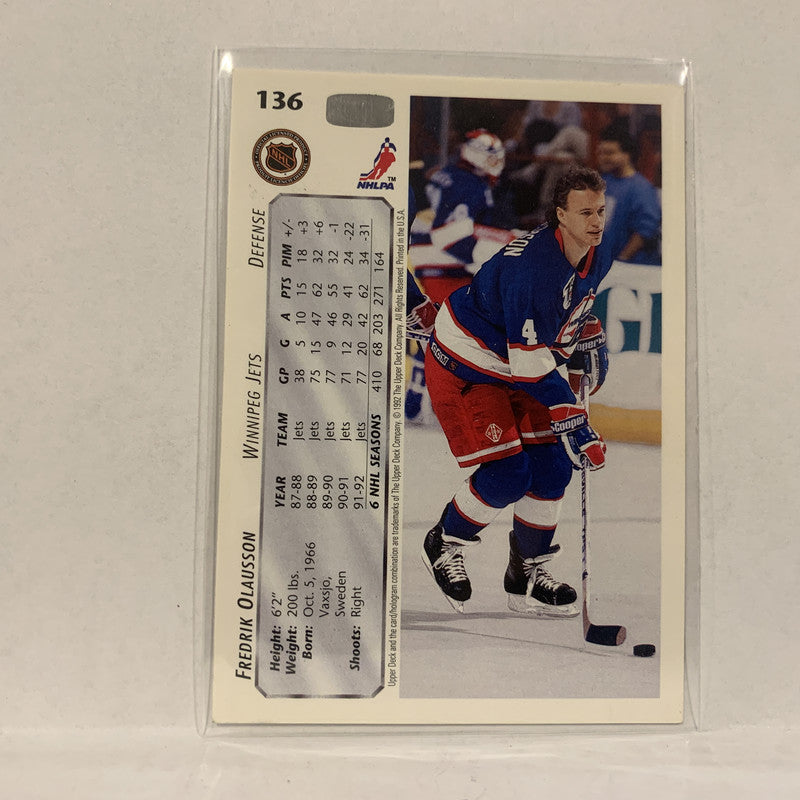 136
NHL
NHLPA™
FREDRIK OLAUSSON WINNIPEG JETS DEFENSE
Height: 6'2"
Weight: 200 lbs.
Born: Oct. 5, 1966
Vaxsjo,
Sweden
Shoots: Right
YEAR TEAM GP G A PTS PIM +/-
87-88 Jets 38 5 10 15 18 +3
88-89 Jets 75 15 47 62 32 +6
89-90 Jets 77 9 46 55 32 -1
90-91 Jets 71 12 29 41 24 -22
91-92 Jets 77 20 42 62 34 -31
6 NHL SEASONS 410 68 203 271 164
Upper Deck and the card/hologram combination are trademarks of The Upper Deck Company. © 1992 The Upper Deck Company. All Rights Reserved. Printed in the U.S.A.
SON
4
Cooper
Cooper